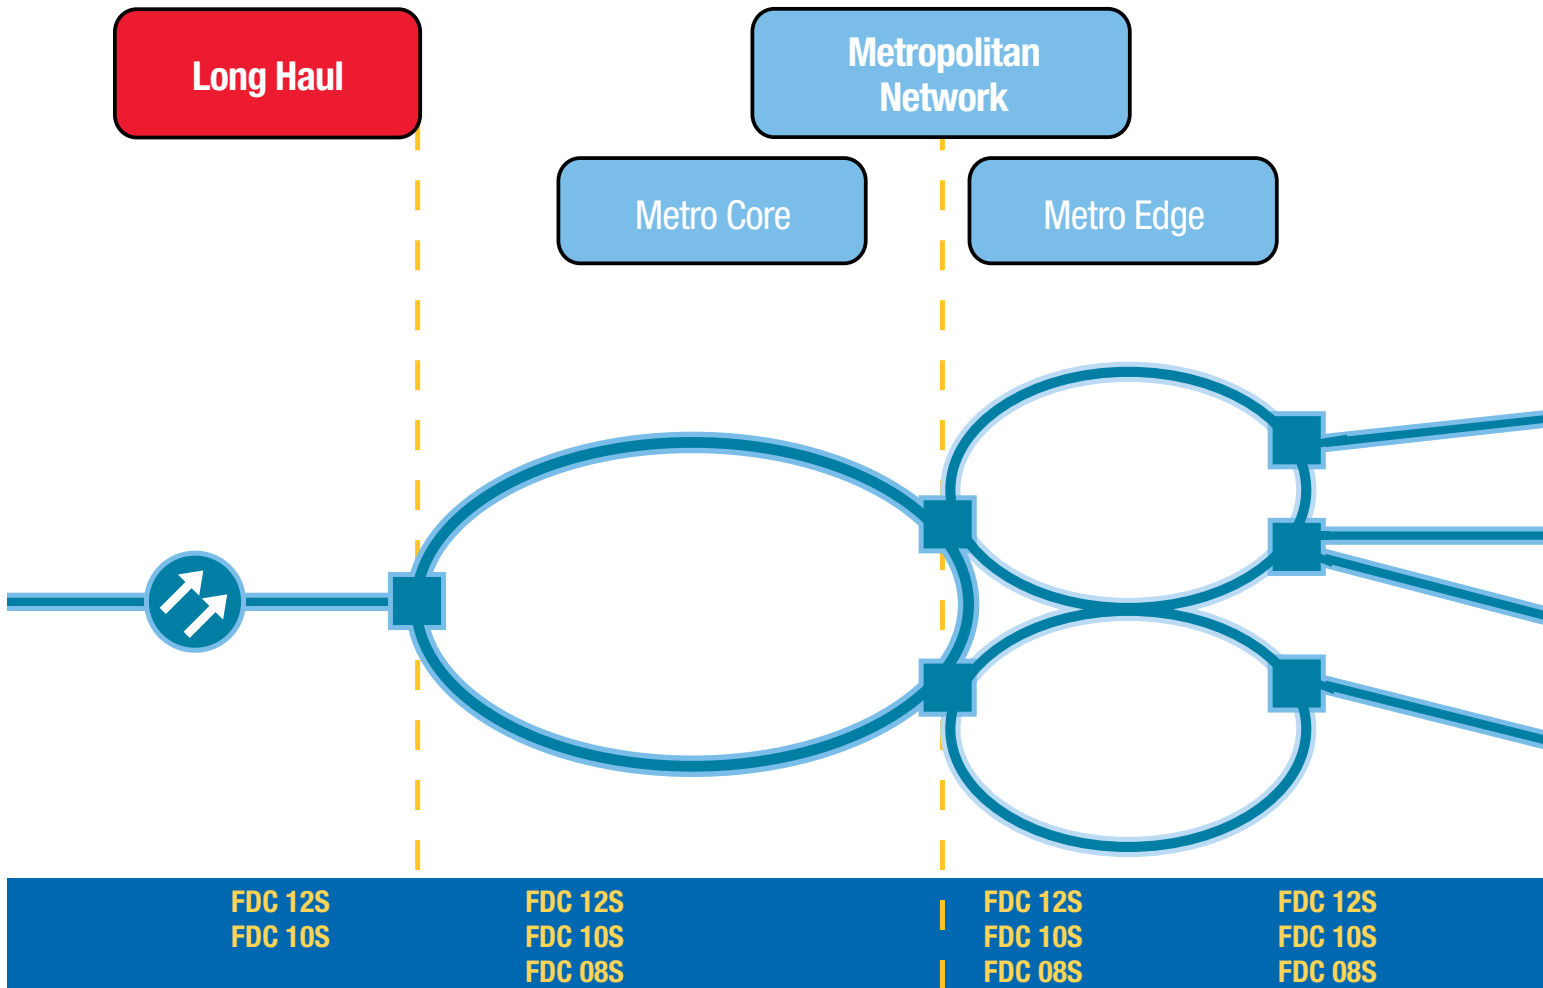 Long Haul
Metropolitan
Network
Metro Core
Metro Edge
FDC 12S
FDC 10S
FDC 12S
FDC 10S
FDC 08S
FDC 12S
FDC 10S
FDC 08S
FDC 12S
FDC 10S
FDC 08S